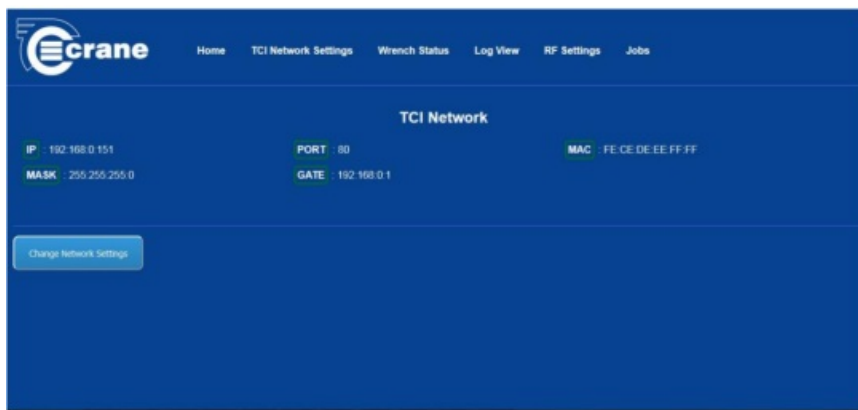 crane
Home TCI Network Settings Wrench Status Log View RF Settings Jobs
TCI Network
IP : 192:168:0:151 PORT : 80 MAC : FE:CE:DE:EE:FF:FF
MASK : 255:255:255:0 GATE : 192:168:0:1
Change Network Settings